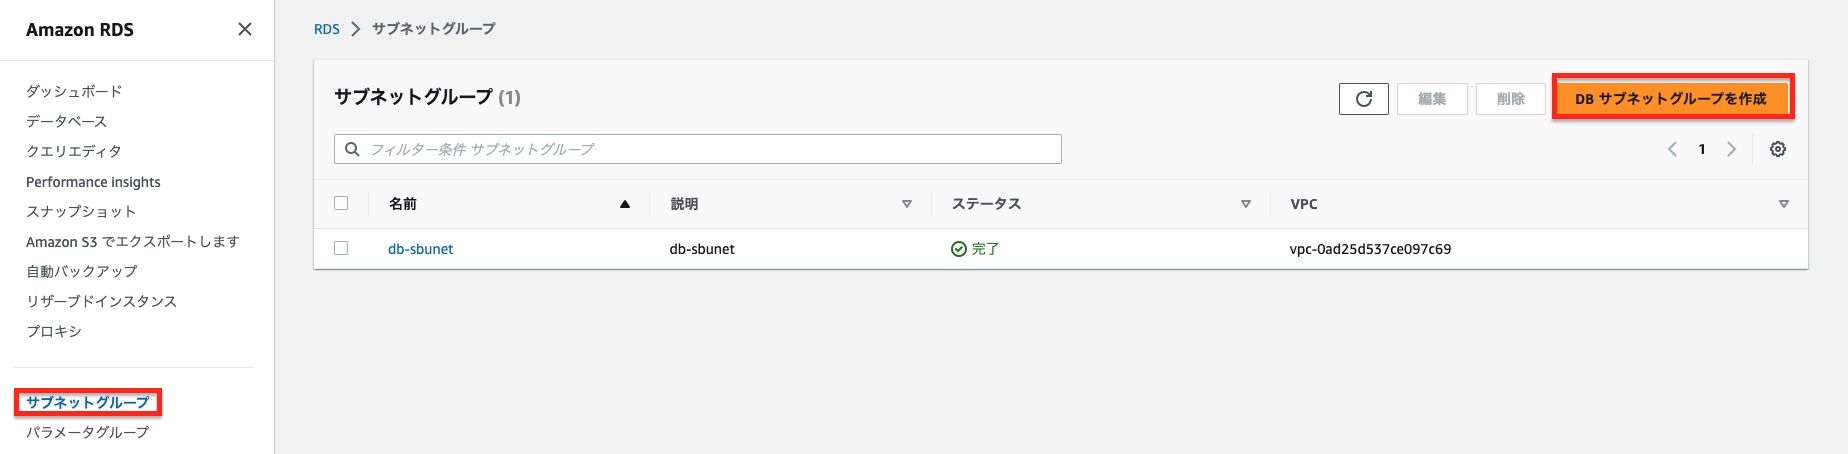 Amazon RDS
ダッシュボード
データベース
クエリエディタ
Performance insights
スナップショット
Amazon S3 でエクスポートします
自動バックアップ
リザーブドインスタンス
プロキシ
サブネットグループ
パラメータグループ
RDS > サブネットグループ
サブネットグループ (1)
編集 削除 DB サブネットグループを作成
フィルター条件 サブネットグループ
1
名前 説明 ステータス VPC
db-sbunet db-sbunet 完了 vpc-0ad25d537ce097c69